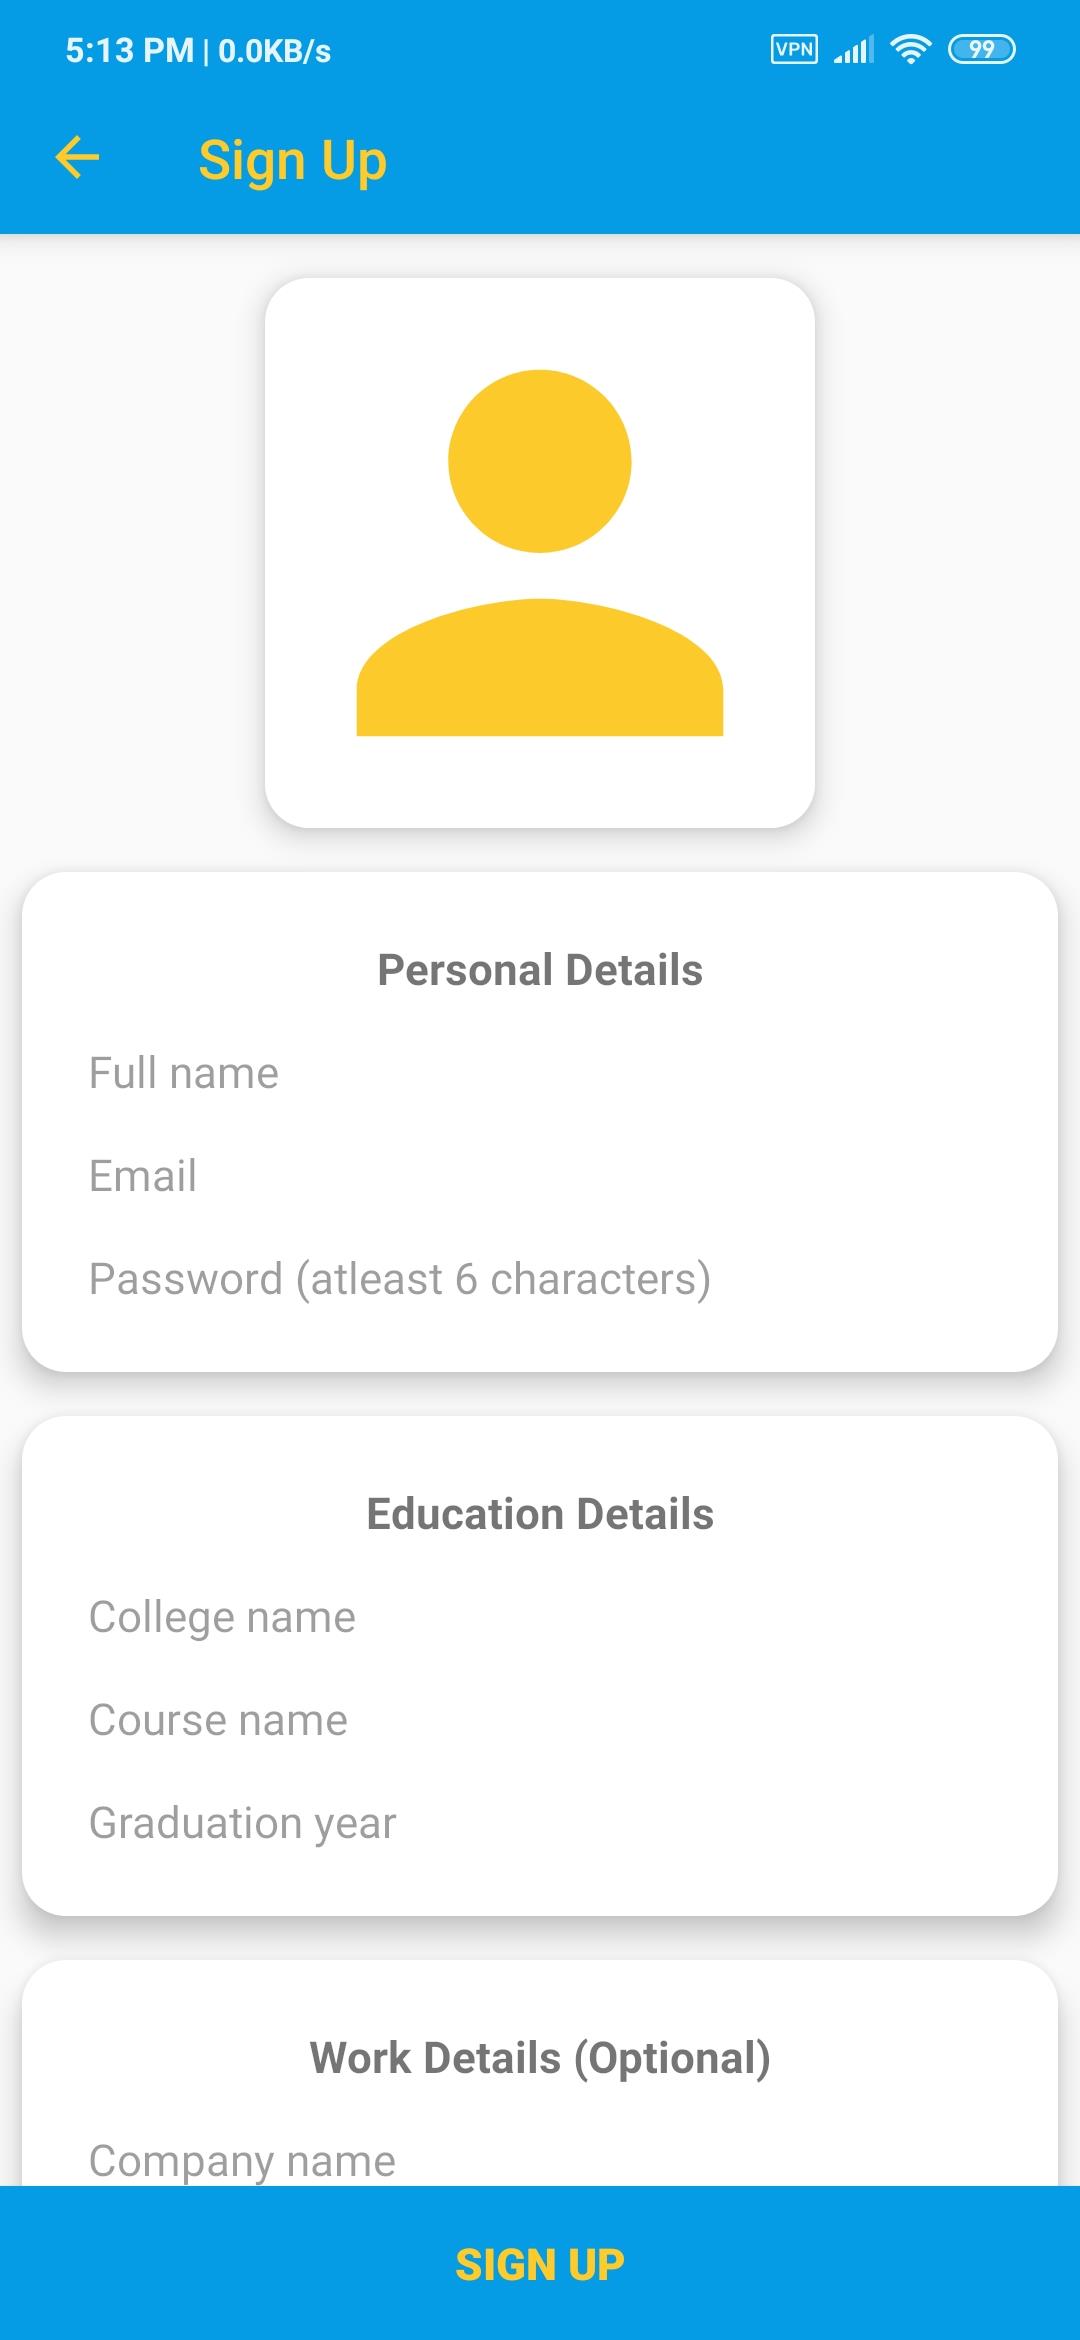 5:13 PM | 0.0KB/s VPN 99
Sign Up
Personal Details
Full name
Email
Password (atleast 6 characters)
Education Details
College name
Course name
Graduation year
Work Details (Optional)
Company name
SIGN UP